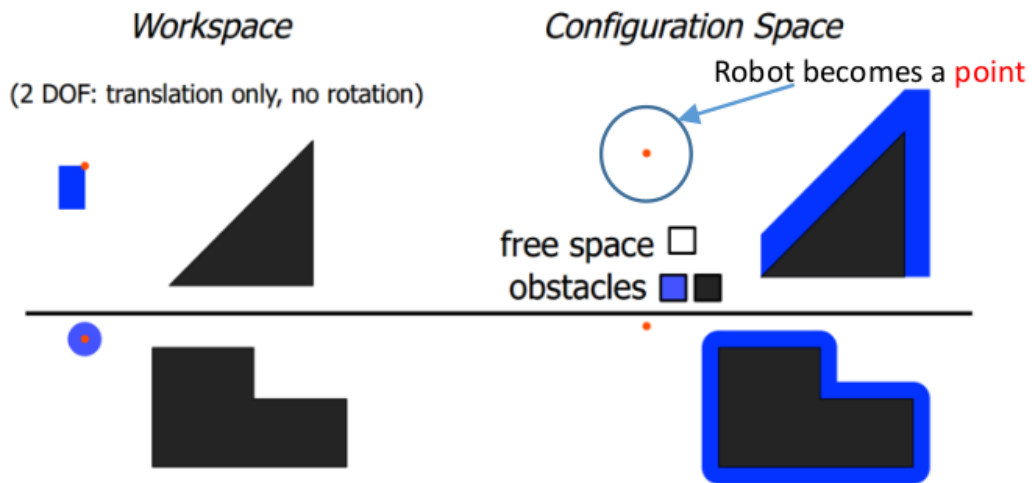 Workspace
Configuration Space
Robot becomes a point
(2 DOF: translation only, no rotation)
free space
obstacles